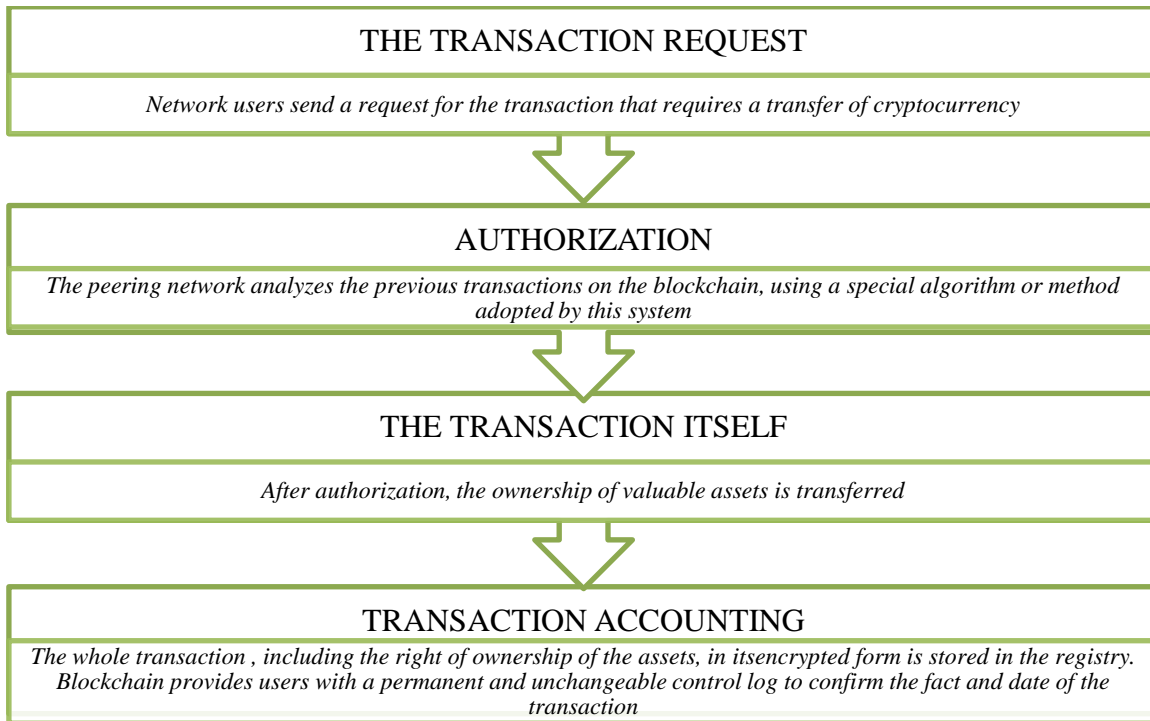 THE TRANSACTION REQUEST
Network users send a request for the transaction that requires a transfer of cryptocurrency
AUTHORIZATION
The peering network analyzes the previous transactions on the blockchain, using a special algorithm or method
adopted by this system
THE TRANSACTION ITSELF
After authorization, the ownership of valuable assets is transferred
TRANSACTION ACCOUNTING
The whole transaction , including the right of ownership of the assets, in itsencrypted form is stored in the registry.
Blockchain provides users with a permanent and unchangeable control log to confirm the fact and date of the
transaction